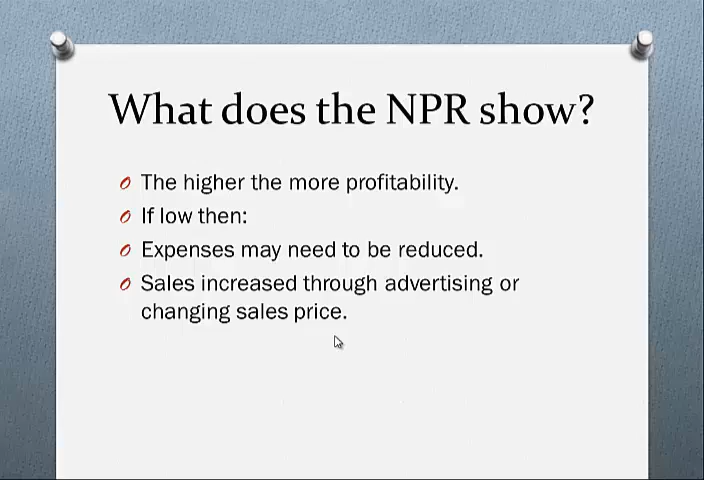 What does the NPR show?
The higher the more profitability.
If low then:
Expenses may need to be reduced.
Sales increased through advertising or
changing sales price.